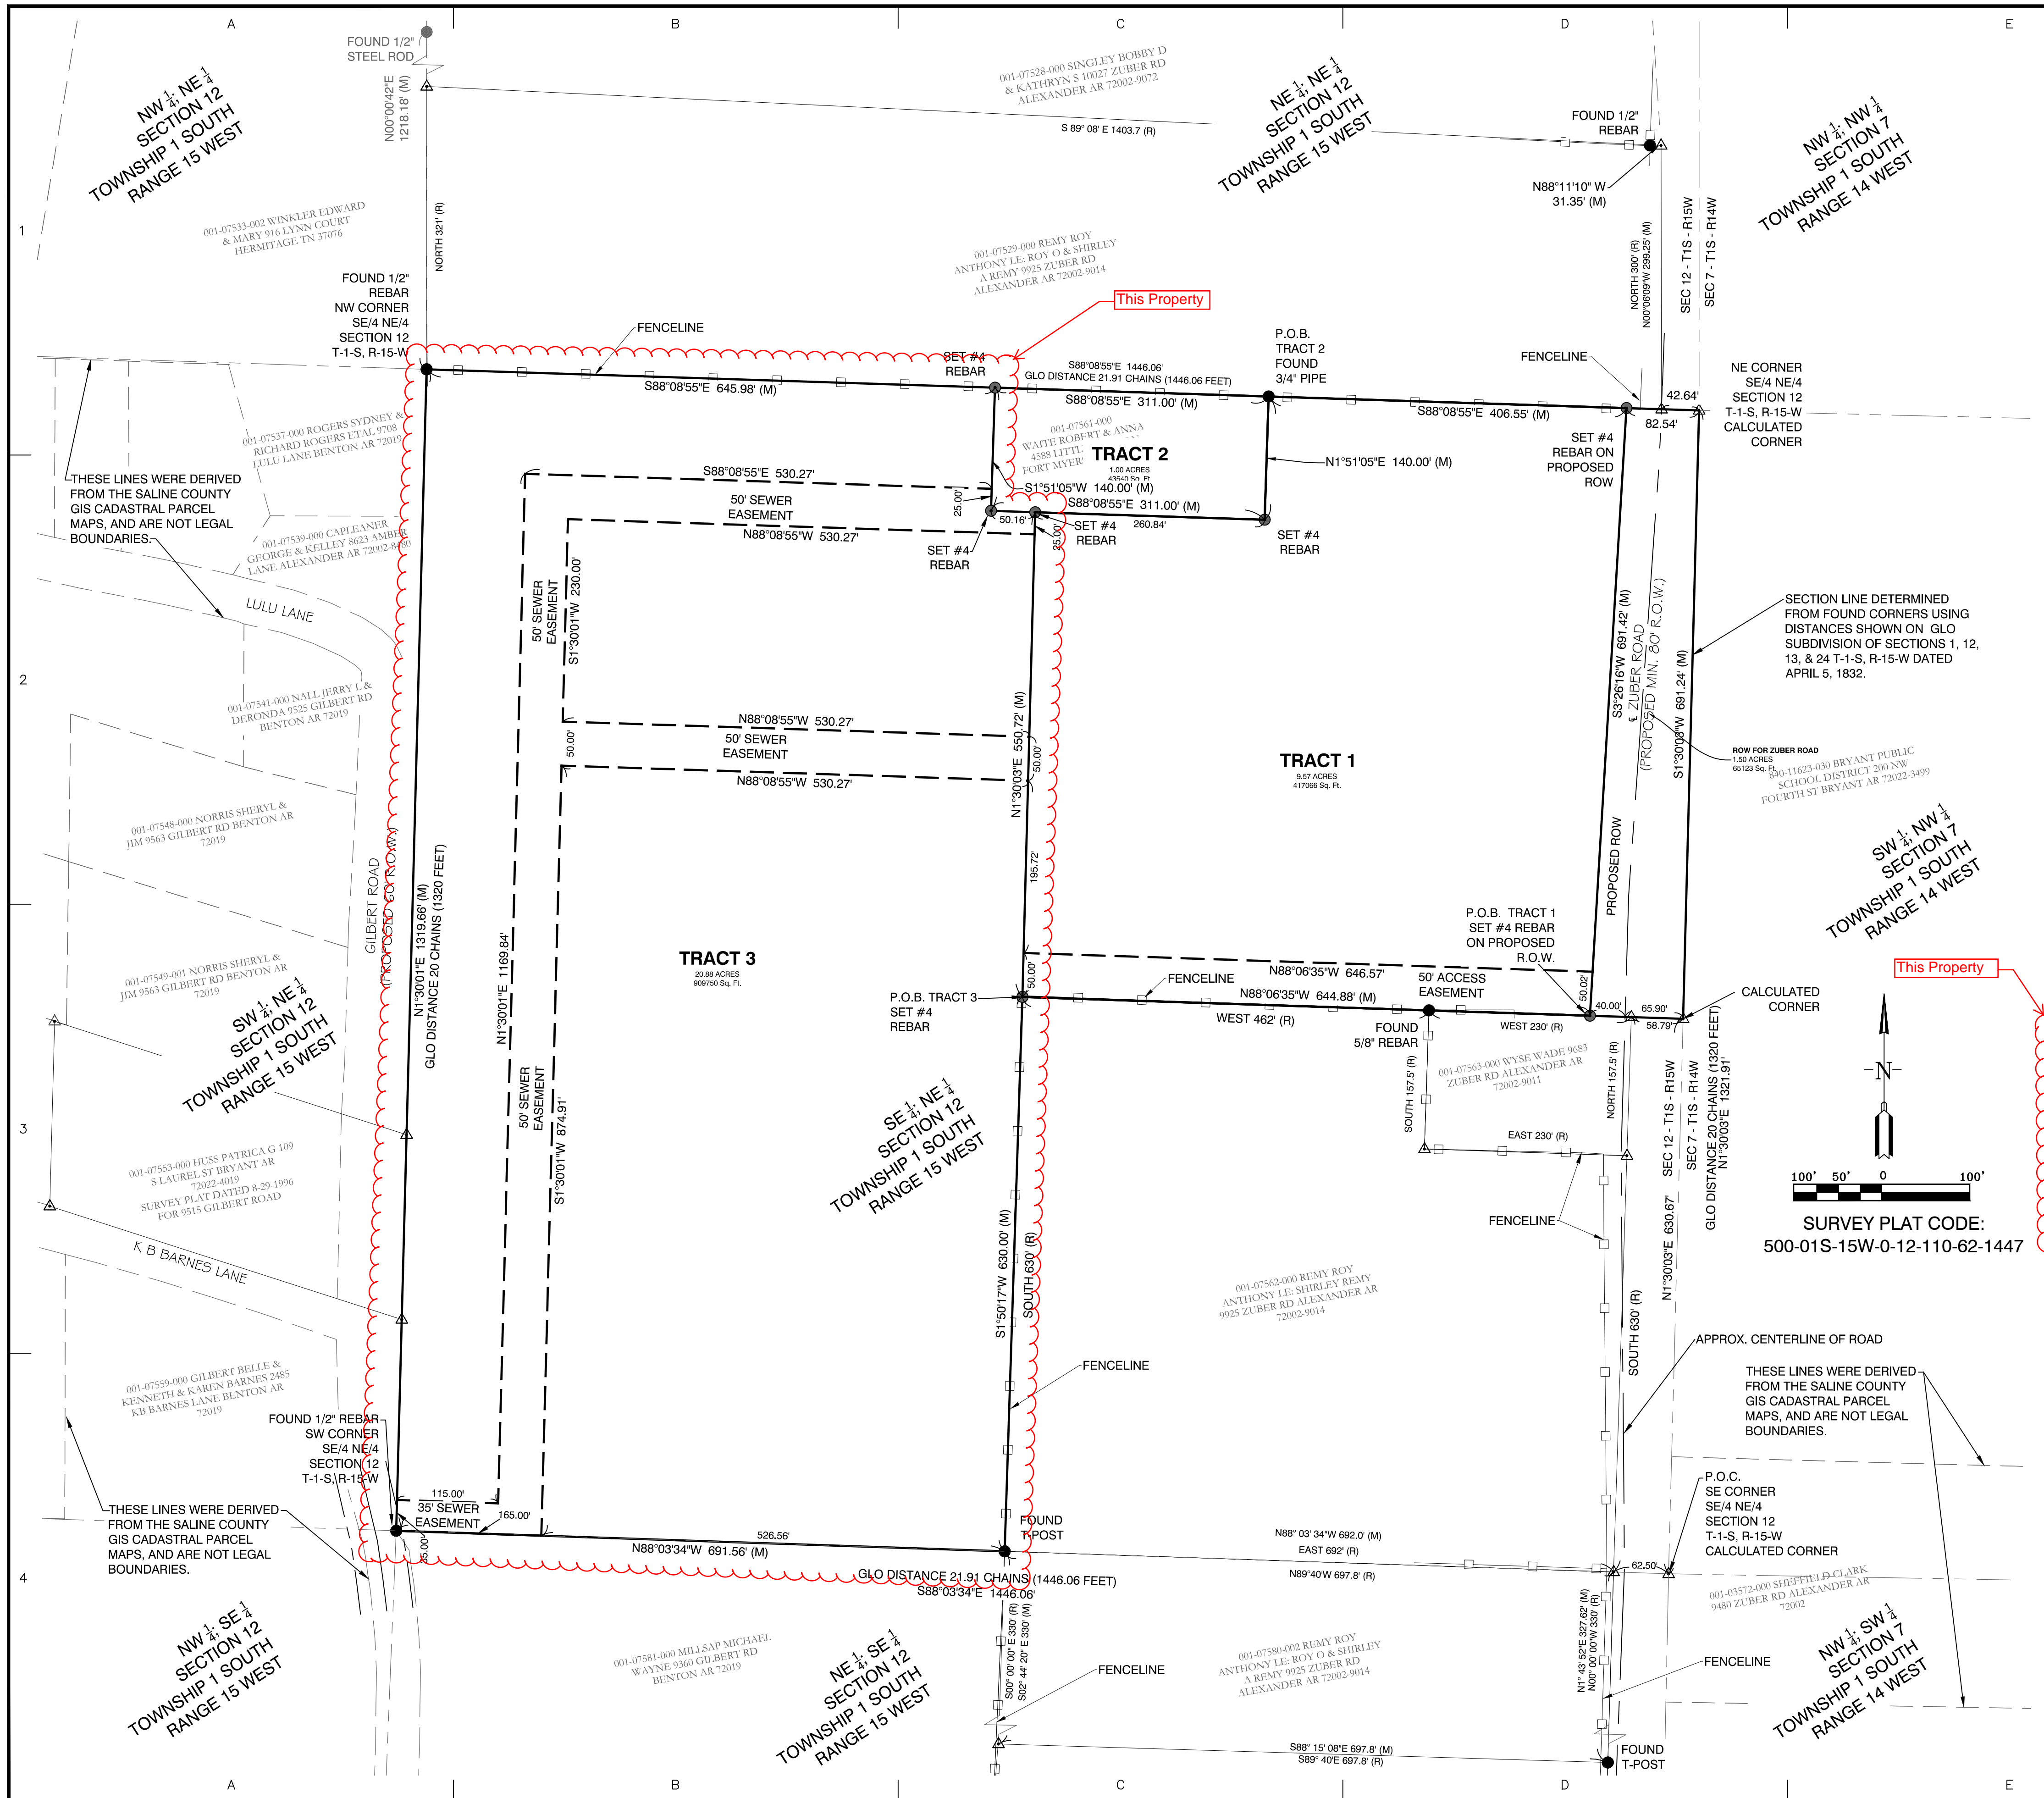 A
B
C
D
E
1
2
3
4
FOUND 1/2"
STEEL ROD
N00°00'42"E
1218.18' (M)
NORTH 321' (R)
NW 1/4, NE 1/4
SECTION 12
TOWNSHIP 1 SOUTH
RANGE 15 WEST
001-07528-000 SINGLEY BOBBY D
& KATHRYN S 10027 ZUBER RD
ALEXANDER AR 72002-9072
S 89° 08' E 1403.7 (R)
NE 1/4, NE 1/4
SECTION 12
TOWNSHIP 1 SOUTH
RANGE 15 WEST
FOUND 1/2"
REBAR
N88°11'10" W
31.35' (M)
NORTH 300' (R)
N00°06'09"W 299.25' (M)
SEC 12 - T1S - R15W
SEC 7 - T1S - R14W
NW 1/4, NW 1/4
SECTION 7
TOWNSHIP 1 SOUTH
RANGE 14 WEST
001-07533-002 WINKLER EDWARD
& MARY 916 LYNN COURT
HERMITAGE TN 37076
001-07529-000 REMY ROY
ANTHONY LE: ROY O & SHIRLEY
A REMY 9925 ZUBER RD
ALEXANDER AR 72002-9014
This Property
FOUND 1/2"
REBAR
NW CORNER
SE/4 NE/4
SECTION 12
T-1-S, R-15-W
FENCELINE
SET #4
REBAR
S88°08'55"E 645.98' (M)
S88°08'55"E 1446.06'
GLO DISTANCE 21.91 CHAINS (1446.06 FEET)
S88°08'55"E 311.00' (M)
P.O.B.
TRACT 2
FOUND
3/4" PIPE
FENCELINE
S88°08'55"E 406.55' (M)
42.64'
82.54'
NE CORNER
SE/4 NE/4
SECTION 12
T-1-S, R-15-W
CALCULATED
CORNER
SET #4
REBAR ON
PROPOSED
ROW
001-07537-000 ROGERS SYDNEY &
RICHARD ROGERS ETAL 9708
LULU LANE BENTON AR 72019
001-07561-000
WAITE ROBERT & ANNA
4588 LITTL
FORT MYER
TRACT 2
1.00 ACRES
43540 Sq. Ft.
N1°51'05"E 140.00' (M)
S1°51'05"W 140.00' (M)
S88°08'55"E 311.00' (M)
50.16'
260.84'
25.00'
25.00'
SET #4
REBAR
SET #4
REBAR
SET #4
REBAR
THESE LINES WERE DERIVED
FROM THE SALINE COUNTY
GIS CADASTRAL PARCEL
MAPS, AND ARE NOT LEGAL
BOUNDARIES.
001-07539-000 CAPLEANER
GEORGE & KELLEY 8623 AMBER
LANE ALEXANDER AR 72002-8480
LULU LANE
S88°08'55"E 530.27'
50' SEWER
EASEMENT
N88°08'55"W 530.27'
50' SEWER
EASEMENT
S1°30'01"W 230.00'
N88°08'55"W 530.27'
50' SEWER
EASEMENT
N88°08'55"W 530.27'
50.00'
50.00'
N1°30'03"E 550.72' (M)
195.72'
TRACT 1
9.57 ACRES
417066 Sq. Ft.
S3°26'16"W 691.42' (M)
℄ ZUBER ROAD
(PROPOSED MIN. 80' R.O.W.)
S1°30'03"W 691.24' (M)
PROPOSED ROW
SECTION LINE DETERMINED
FROM FOUND CORNERS USING
DISTANCES SHOWN ON GLO
SUBDIVISION OF SECTIONS 1, 12,
13, & 24 T-1-S, R-15-W DATED
APRIL 5, 1832.
ROW FOR ZUBER ROAD
1.50 ACRES
65123 Sq. Ft.
840-11623-030 BRYANT PUBLIC
SCHOOL DISTRICT 200 NW
FOURTH ST BRYANT AR 72022-3499
001-07541-000 NALL JERRY L &
DERONDA 9525 GILBERT RD
BENTON AR 72019
001-07548-000 NORRIS SHERYL &
JIM 9563 GILBERT RD BENTON AR
72019
GILBERT ROAD
(PROPOSED 60' R.O.W.)
N1°30'01"E 1319.66' (M)
GLO DISTANCE 20 CHAINS (1320 FEET)
SW 1/4, NW 1/4
SECTION 7
TOWNSHIP 1 SOUTH
RANGE 14 WEST
001-07549-001 NORRIS SHERYL &
JIM 9563 GILBERT RD BENTON AR
72019
SW 1/4, NE 1/4
SECTION 12
TOWNSHIP 1 SOUTH
RANGE 15 WEST
N1°30'01"E 1169.84'
TRACT 3
20.88 ACRES
909750 Sq. Ft.
P.O.B. TRACT 3
SET #4
REBAR
50.00'
P.O.B. TRACT 1
SET #4 REBAR
ON PROPOSED
R.O.W.
FENCELINE
N88°06'35"W 646.57'
50' ACCESS
EASEMENT
N88°06'35"W 644.88' (M)
WEST 462' (R)
FOUND
5/8" REBAR
WEST 230' (R)
50.02'
40.00'
65.90'
58.79'
CALCULATED
CORNER
This Property
N
100'
50'
0
100'
SURVEY PLAT CODE:
500-01S-15W-0-12-110-62-1447
001-07563-000 WYSE WADE 9683
ZUBER RD ALEXANDER AR
72002-9011
SOUTH 157.5' (R)
NORTH 157.5' (R)
EAST 230' (R)
FENCELINE
SEC 12 - T1S - R15W
SEC 7 - T1S - R14W
GLO DISTANCE 20 CHAINS (1320 FEET)
N1°30'03"E 1321.91'
N1°30'03"E 630.67'
50' SEWER
EASEMENT
S1°30'01"W 874.91'
SE 1/4, NE 1/4
SECTION 12
TOWNSHIP 1 SOUTH
RANGE 15 WEST
001-07553-000 HUSS PATRICA G 109
S LAUREL ST BRYANT AR
72022-4019
SURVEY PLAT DATED 8-29-1996
FOR 9515 GILBERT ROAD
K B BARNES LANE
S1°50'17"W 630.00' (M)
SOUTH 630' (R)
001-07562-000 REMY ROY
ANTHONY LE: SHIRLEY REMY
9925 ZUBER RD ALEXANDER AR
72002-9014
SOUTH 630' (R)
APPROX. CENTERLINE OF ROAD
THESE LINES WERE DERIVED
FROM THE SALINE COUNTY
GIS CADASTRAL PARCEL
MAPS, AND ARE NOT LEGAL
BOUNDARIES.
FENCELINE
001-07559-000 GILBERT BELLE &
KENNETH & KAREN BARNES 2485
KB BARNES LANE BENTON AR
72019
FOUND 1/2" REBAR
SW CORNER
SE/4 NE/4
SECTION 12
T-1-S, R-15-W
THESE LINES WERE DERIVED
FROM THE SALINE COUNTY
GIS CADASTRAL PARCEL
MAPS, AND ARE NOT LEGAL
BOUNDARIES.
115.00'
35' SEWER
EASEMENT
165.00'
35.00'
526.56'
N88°03'34"W 691.56' (M)
FOUND
T-POST
GLO DISTANCE 21.91 CHAINS (1446.06 FEET)
S88°03'34"E 1446.06'
N88° 03' 34"W 692.0' (M)
EAST 692' (R)
N89°40'W 697.8' (R)
62.50'
P.O.C.
SE CORNER
SE/4 NE/4
SECTION 12
T-1-S, R-15-W
CALCULATED CORNER
001-03572-000 SHEFFIELD CLARK
9480 ZUBER RD ALEXANDER AR
72002
NW 1/4, SE 1/4
SECTION 12
TOWNSHIP 1 SOUTH
RANGE 15 WEST
001-07581-000 MILLSAP MICHAEL
WAYNE 9360 GILBERT RD
BENTON AR 72019
NE 1/4, SE 1/4
SECTION 12
TOWNSHIP 1 SOUTH
RANGE 15 WEST
S00° 00' 00" E 330' (R)
S02° 44' 20" E 330' (M)
FENCELINE
001-07580-002 REMY ROY
ANTHONY LE: ROY O & SHIRLEY
A REMY 9925 ZUBER RD
ALEXANDER AR 72002-9014
N1° 43' 52"E 327.62' (M)
N00° 00' 00"W 330' (R)
FENCELINE
NW 1/4, SW 1/4
SECTION 7
TOWNSHIP 1 SOUTH
RANGE 14 WEST
S88° 15' 08"E 697.8' (M)
S89° 40'E 697.8' (R)
FOUND
T-POST
A
B
C
D
E